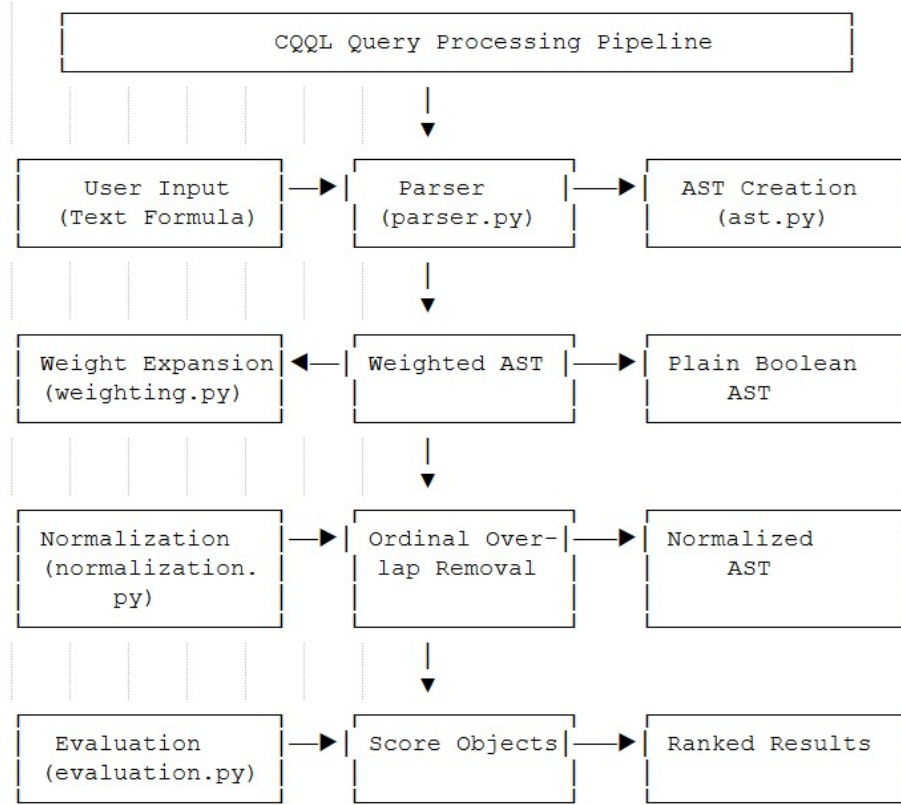 CQQL Query Processing Pipeline
User Input
(Text Formula)
Parser
(parser.py)
AST Creation
(ast.py)
Weight Expansion
(weighting.py)
Weighted AST
Plain Boolean
AST
Normalization
(normalization.
py)
Ordinal Over-
lap Removal
Normalized
AST
Evaluation
(evaluation.py)
Score Objects
Ranked Results